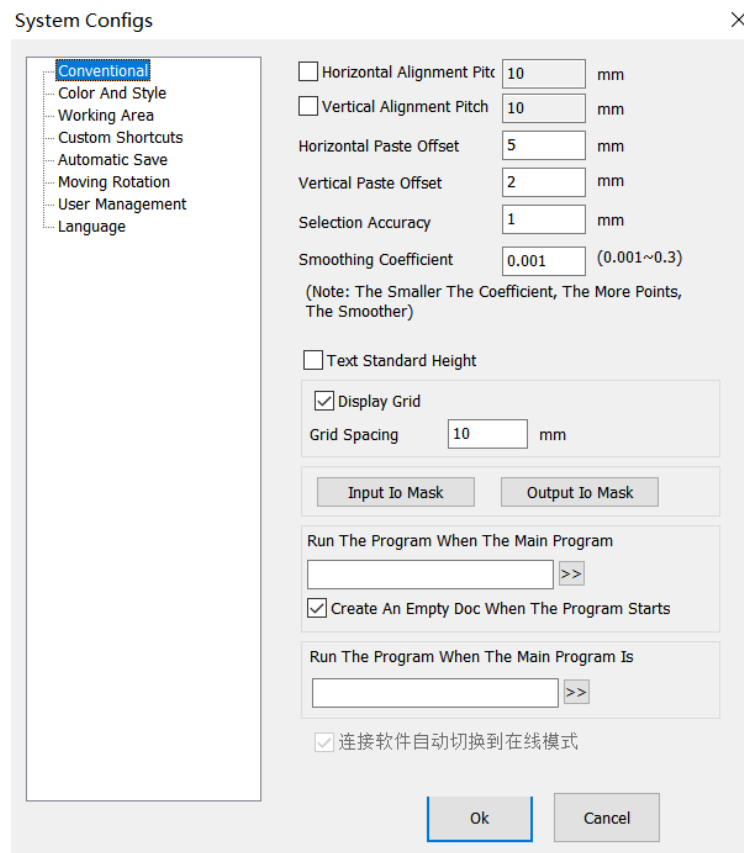 System Configs
Conventional
Color And Style
Working Area
Custom Shortcuts
Automatic Save
Moving Rotation
User Management
Language
Horizontal Alignment Pitc 10 mm
Vertical Alignment Pitch 10 mm
Horizontal Paste Offset 5 mm
Vertical Paste Offset 2 mm
Selection Accuracy 1 mm
Smoothing Coefficient 0.001 (0.001~0.3)
(Note: The Smaller The Coefficient, The More Points,
The Smoother)
Text Standard Height
Display Grid
Grid Spacing 10 mm
Input Io Mask Output Io Mask
Run The Program When The Main Program
>>
Create An Empty Doc When The Program Starts
Run The Program When The Main Program Is
>>
连接软件自动切换到在线模式
Ok Cancel